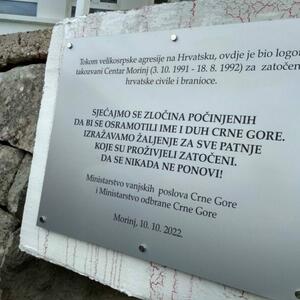 Tokom velikosrpske agresije na Hrvatsku, ovdje je bio logor
takozvani Centar Morinj (3. 10. 1991 - 18. 8. 1992) za zatočene
hrvatske civile i branioce.
SJEĆAJMO SE ZLOČINA POČINJENIH
DA BI SE OSRAMOTILI IME I DUH CRNE GORE.
IZRAŽAVAMO ŽALJENJE ZA SVE PATNJE
KOJE SU PROŽIVJELI ZATOČENI.
DA SE NIKADA NE PONOVI!
Ministarstvo vanjskih poslova Crne Gore
i Ministarstvo odbrane Crne Gore
Morinj, 10. 10. 2022.